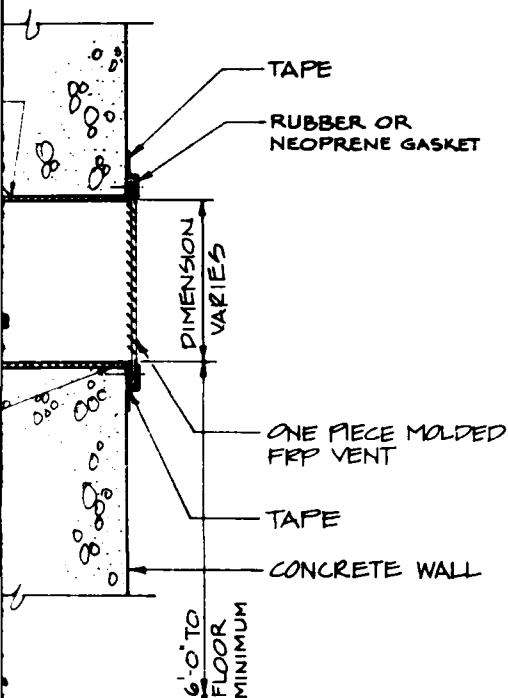 TAPE
RUBBER OR
NEOPRENE GASKET
DIMENSION
VARIES
ONE PIECE MOLDED
FRP VENT
TAPE
CONCRETE WALL
6'-0" TO
FLOOR
MINIMUM